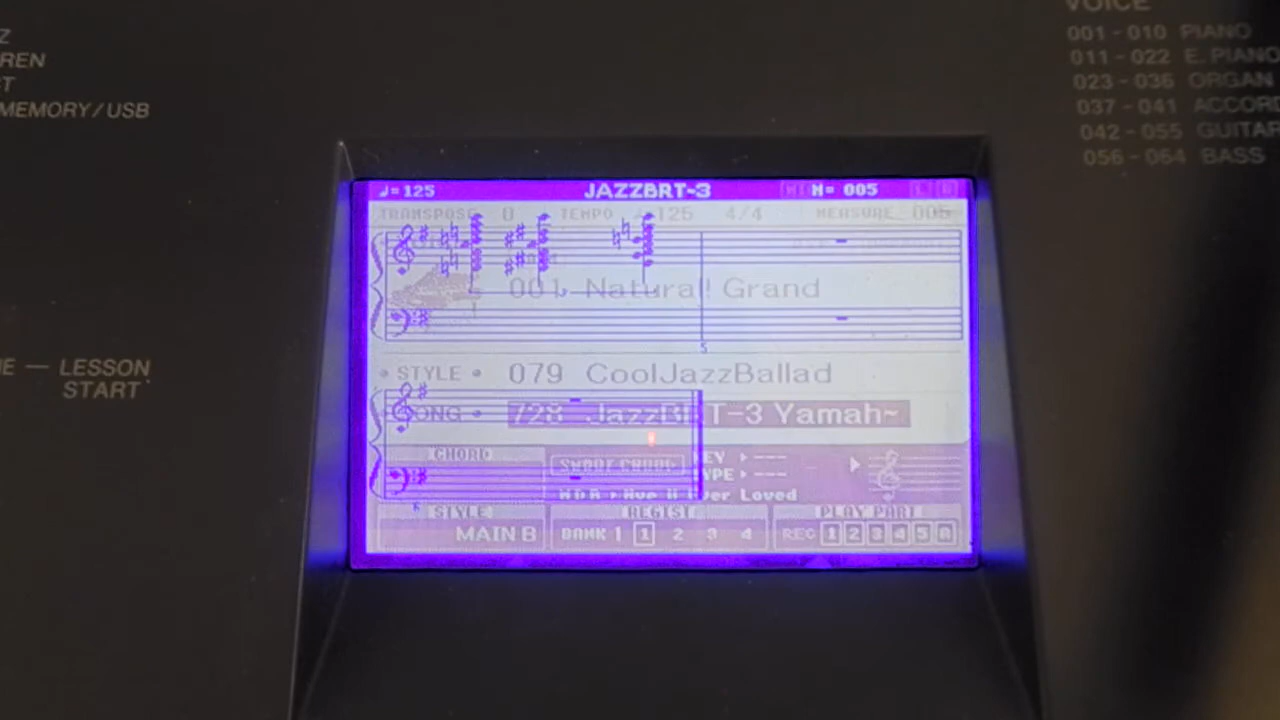 Z
REN
T
MEMORY/USB
E — LESSON
START
VOICE
001-010 PIANO
011-022 E.PIANO
023-036 ORGAN
037-041 ACCORD
042-055 GUITAR
056-064 BASS
♩=125 JAZZBRT~3 M= 005
TRANSPOSE 0 TEMPO ♩=125 4/4 MEASURE 005
001 Natural! Grand
5
STYLE 079 CoolJazzBallad
SONG 728 JazzBRT-3 Yamah~
CHORD
KEY ---
TYPE ---
6
STYLE
MAIN B
REGIST
BANK 1 1 2 3 4
PLAY PART
REC 1 2 3 4 5 A